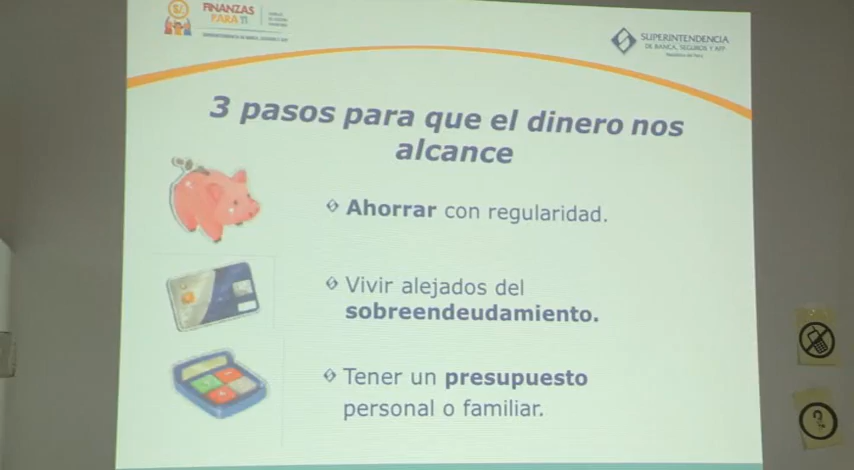 FINANZAS
PARA TI
SUPERINTENDENCIA
DE BANCA, SEGUROS Y AFP
3 pasos para que el dinero nos
alcance
Ahorrar con regularidad.
Vivir alejados del
sobreendeudamiento.
Tener un presupuesto
personal o familiar.